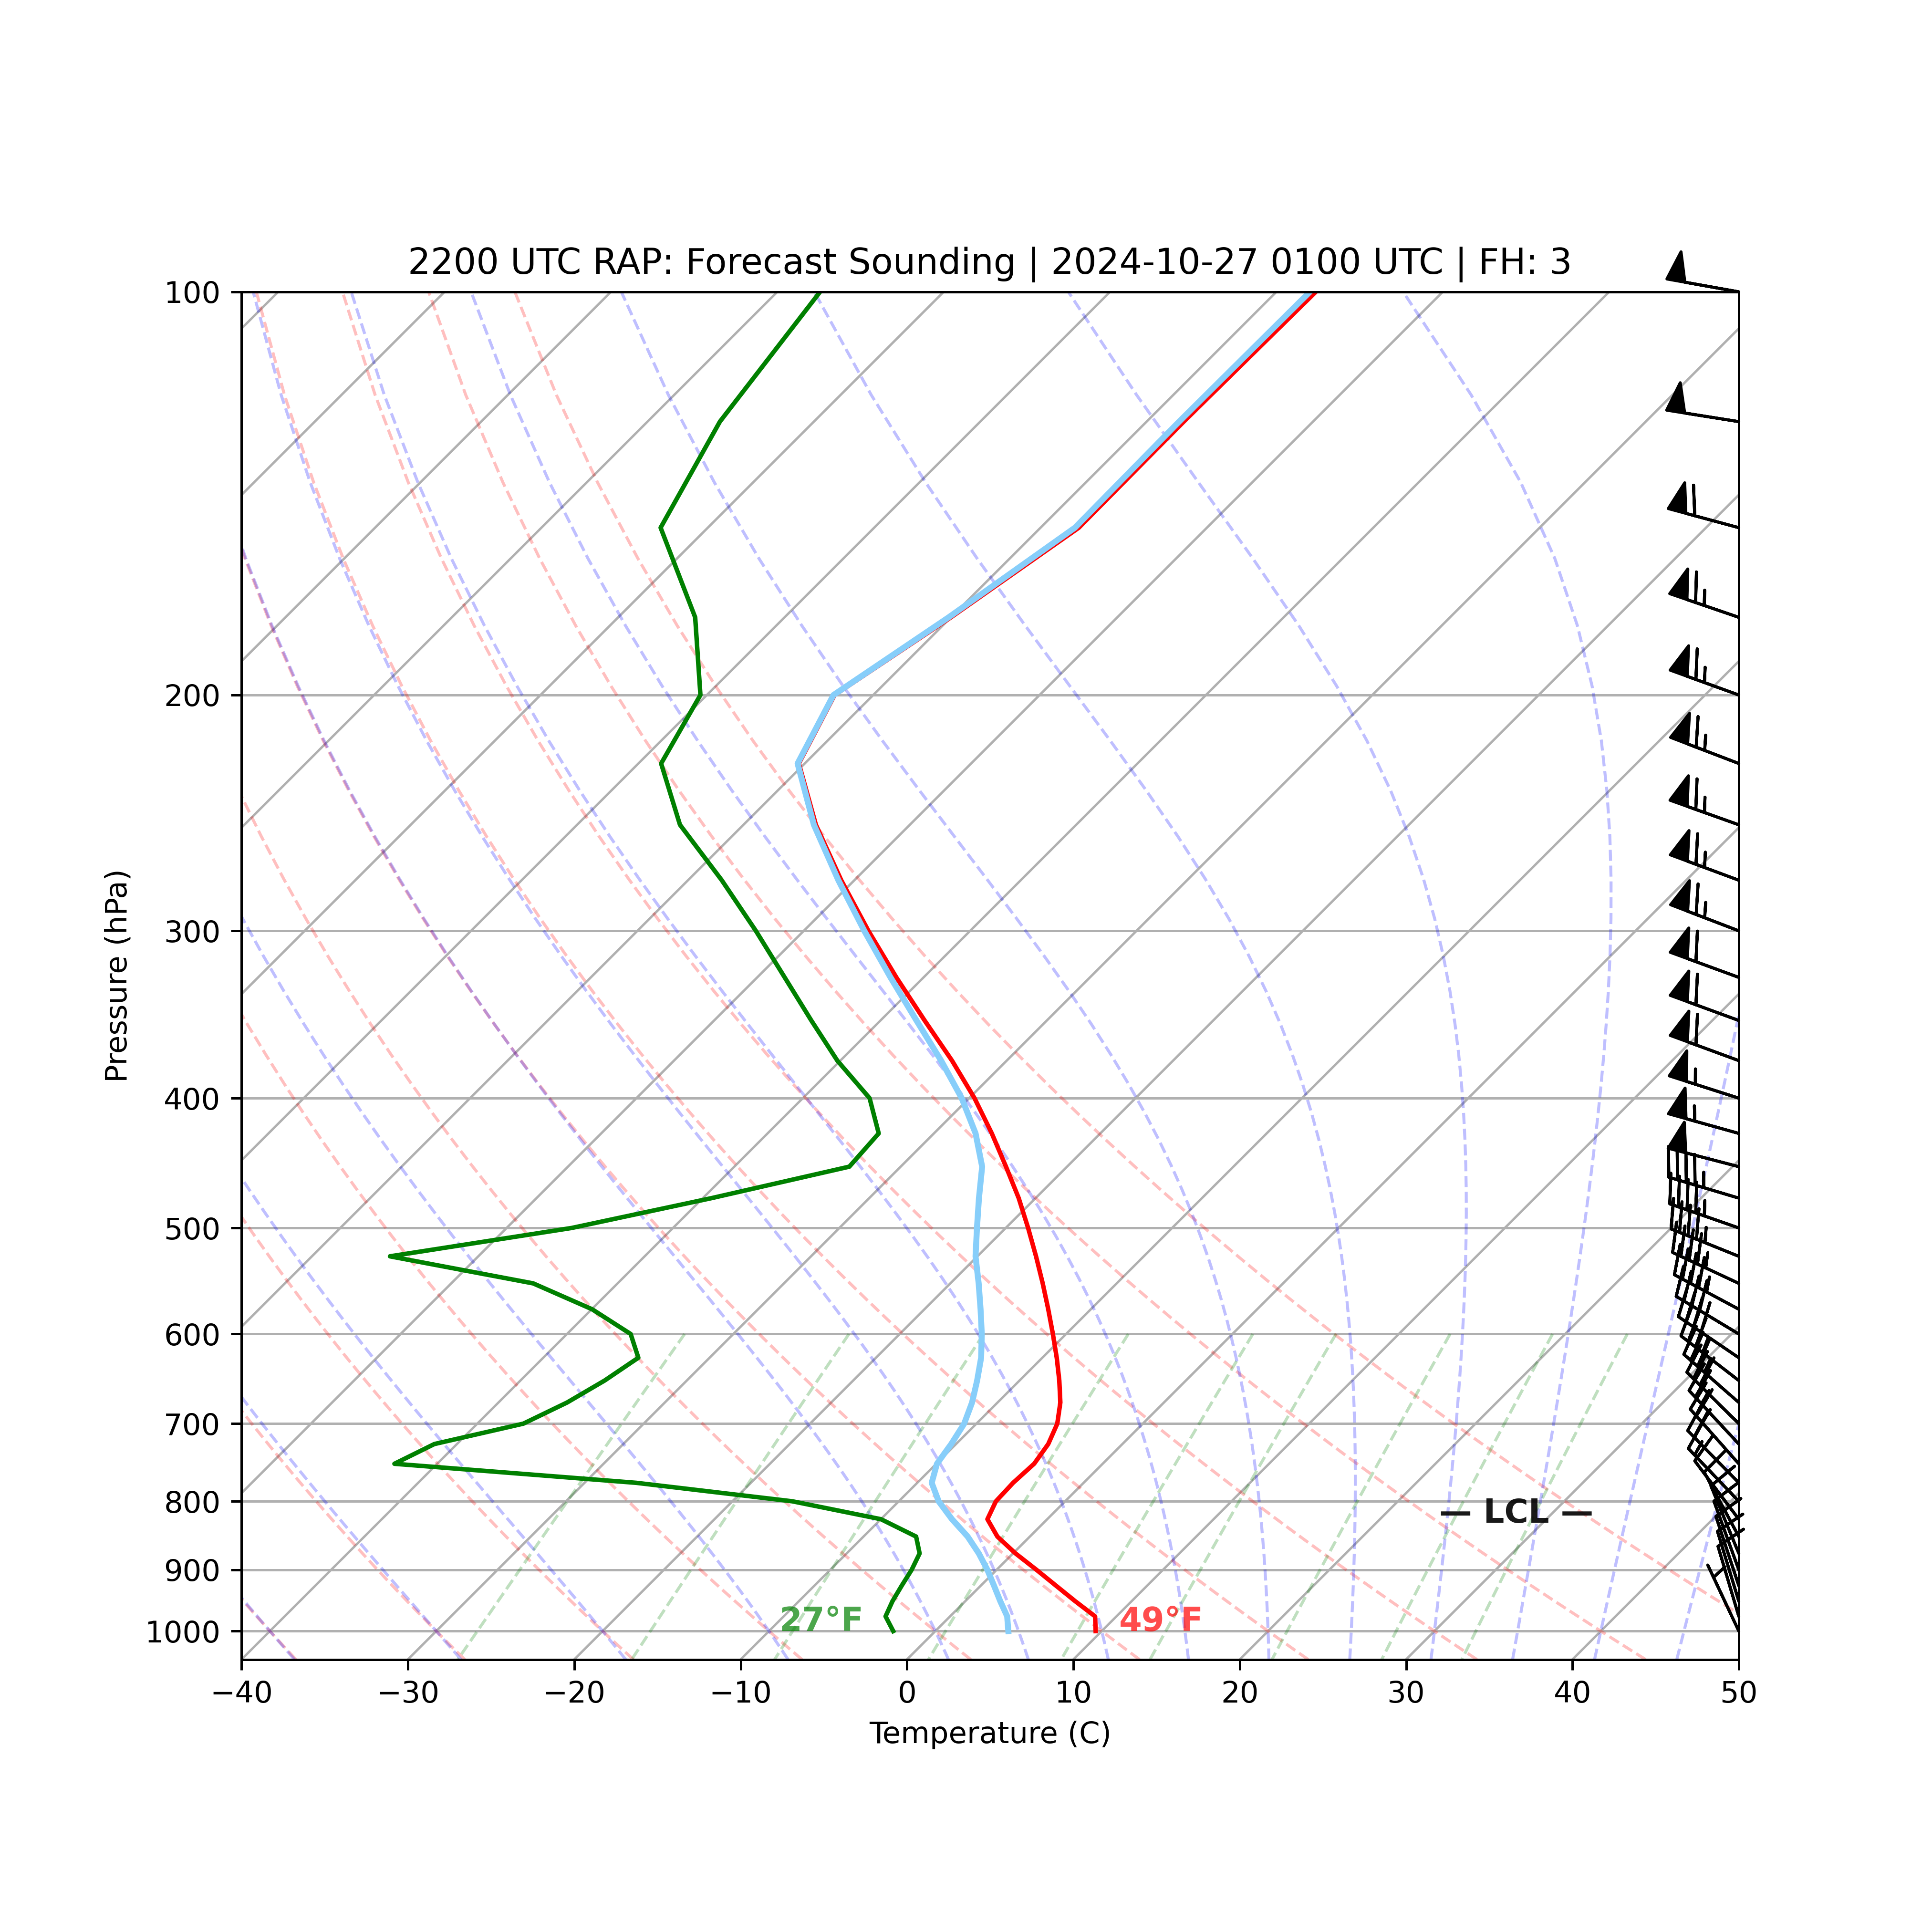 2200 UTC RAP: Forecast Sounding | 2024-10-27 0100 UTC | FH: 3
100
200
300
400
500
600
700
800
900
1000
Pressure (hPa)
— LCL —
27°F
49°F
−40 −30 −20 −10 0 10 20 30 40 50
Temperature (C)